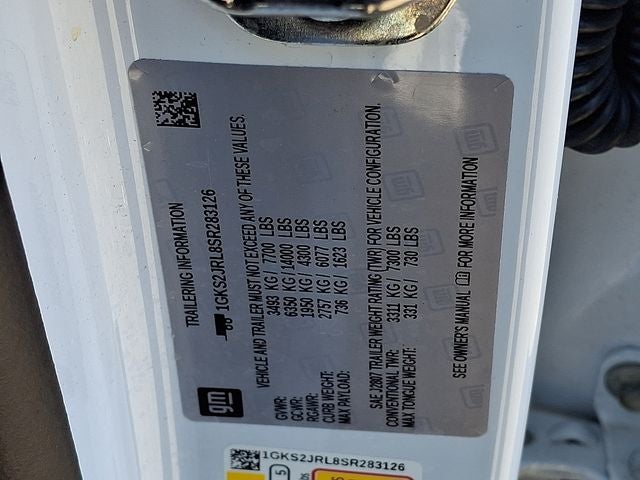 TRAILERING INFORMATION
1GKS2JRL8SR283126
VEHICLE AND TRAILER MUST NOT EXCEED ANY OF THESE VALUES.
GVWR: 3493 KG / 7700 LBS
GCWR: 6350 KG / 14000 LBS
RGAWR: 1950 KG / 4300 LBS
CURB WEIGHT: 2757 KG / 6077 LBS
MAX PAYLOAD: 736 KG / 1623 LBS
SAE J2807 TRAILER WEIGHT RATING (TWR) FOR VEHICLE CONFIGURATION.
CONVENTIONAL TWR: 3311 KG / 7300 LBS
MAX TONGUE WEIGHT: 331 KG / 730 LBS
SEE OWNER'S MANUAL FOR MORE INFORMATION
gm
1GKS2JRL8SR283126
5